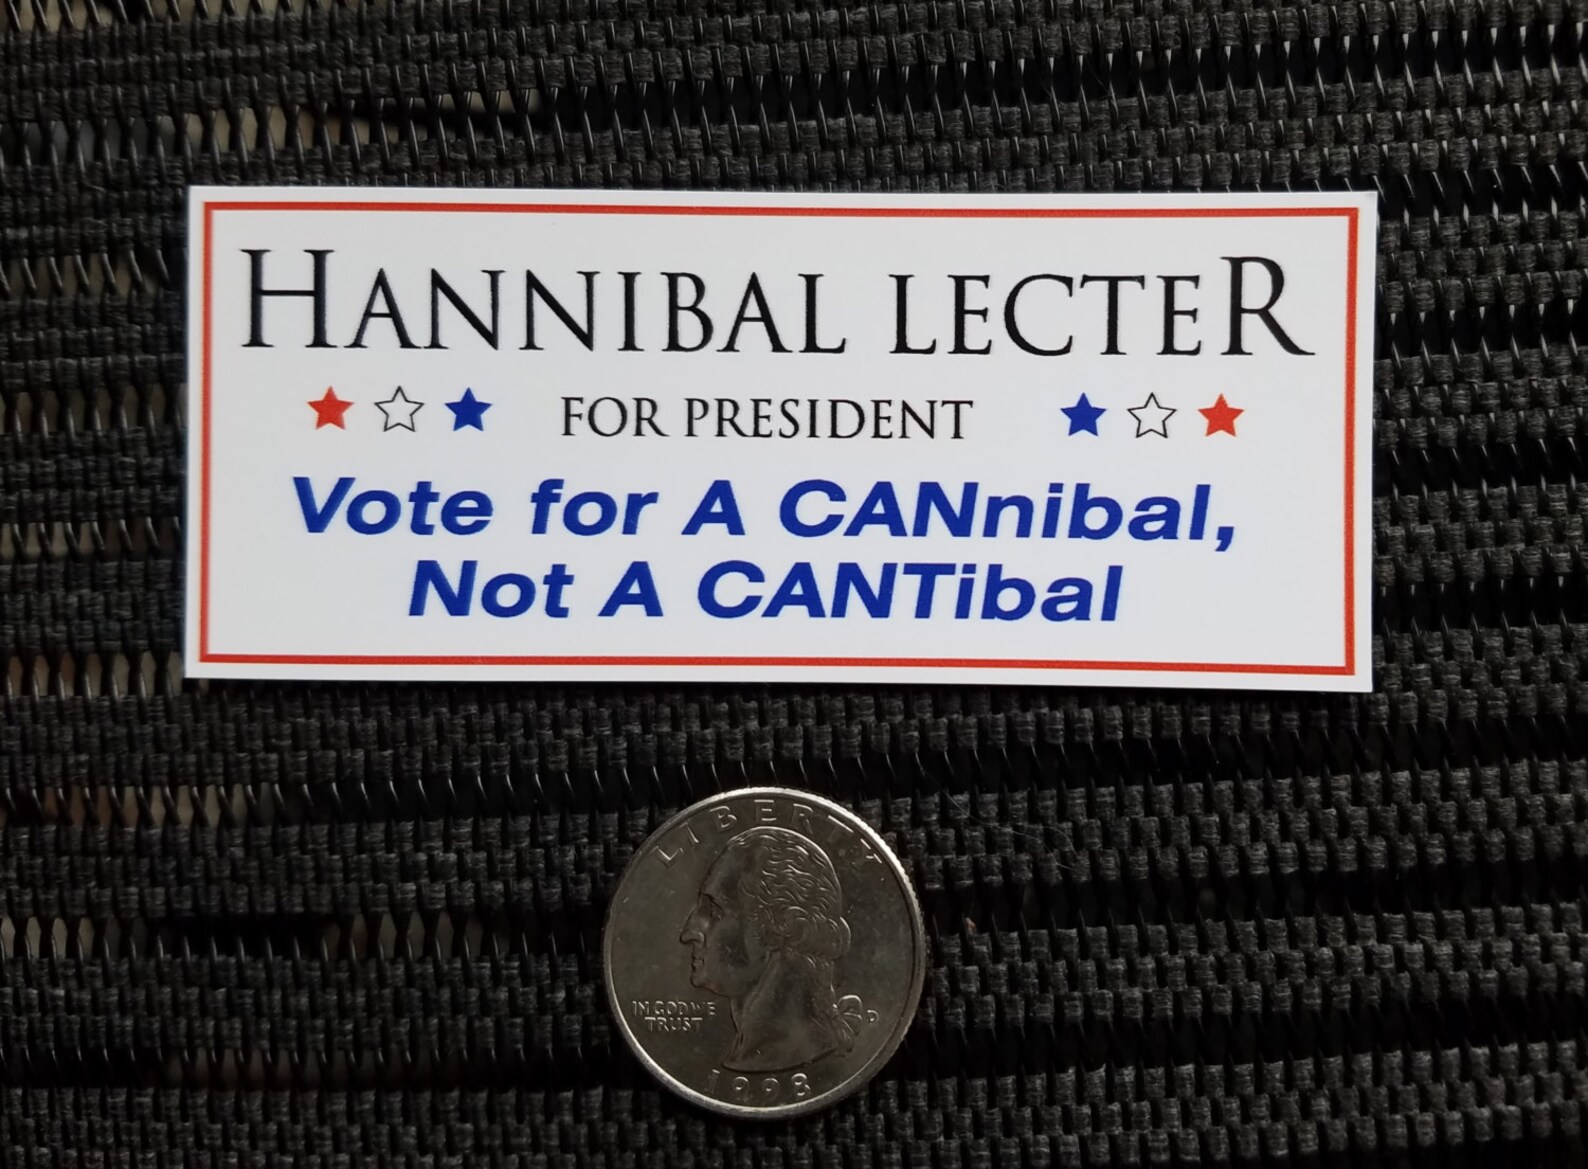 HANNIBAL LECTER
FOR PRESIDENT
Vote for A CANnibal,
Not A CANTibal
LIBERTY
IN GOD WE
TRUST
D
1998